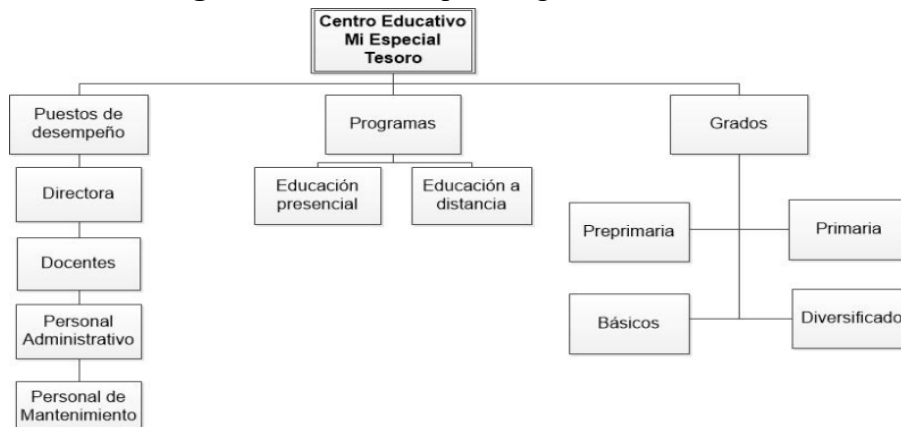 Centro Educativo
Mi Especial
Tesoro
Puestos de
desempeño
Programas
Grados
Directora
Educación
presencial
Educación a
distancia
Docentes
Preprimaria
Primaria
Personal
Administrativo
Básicos
Diversificado
Personal de
Mantenimiento